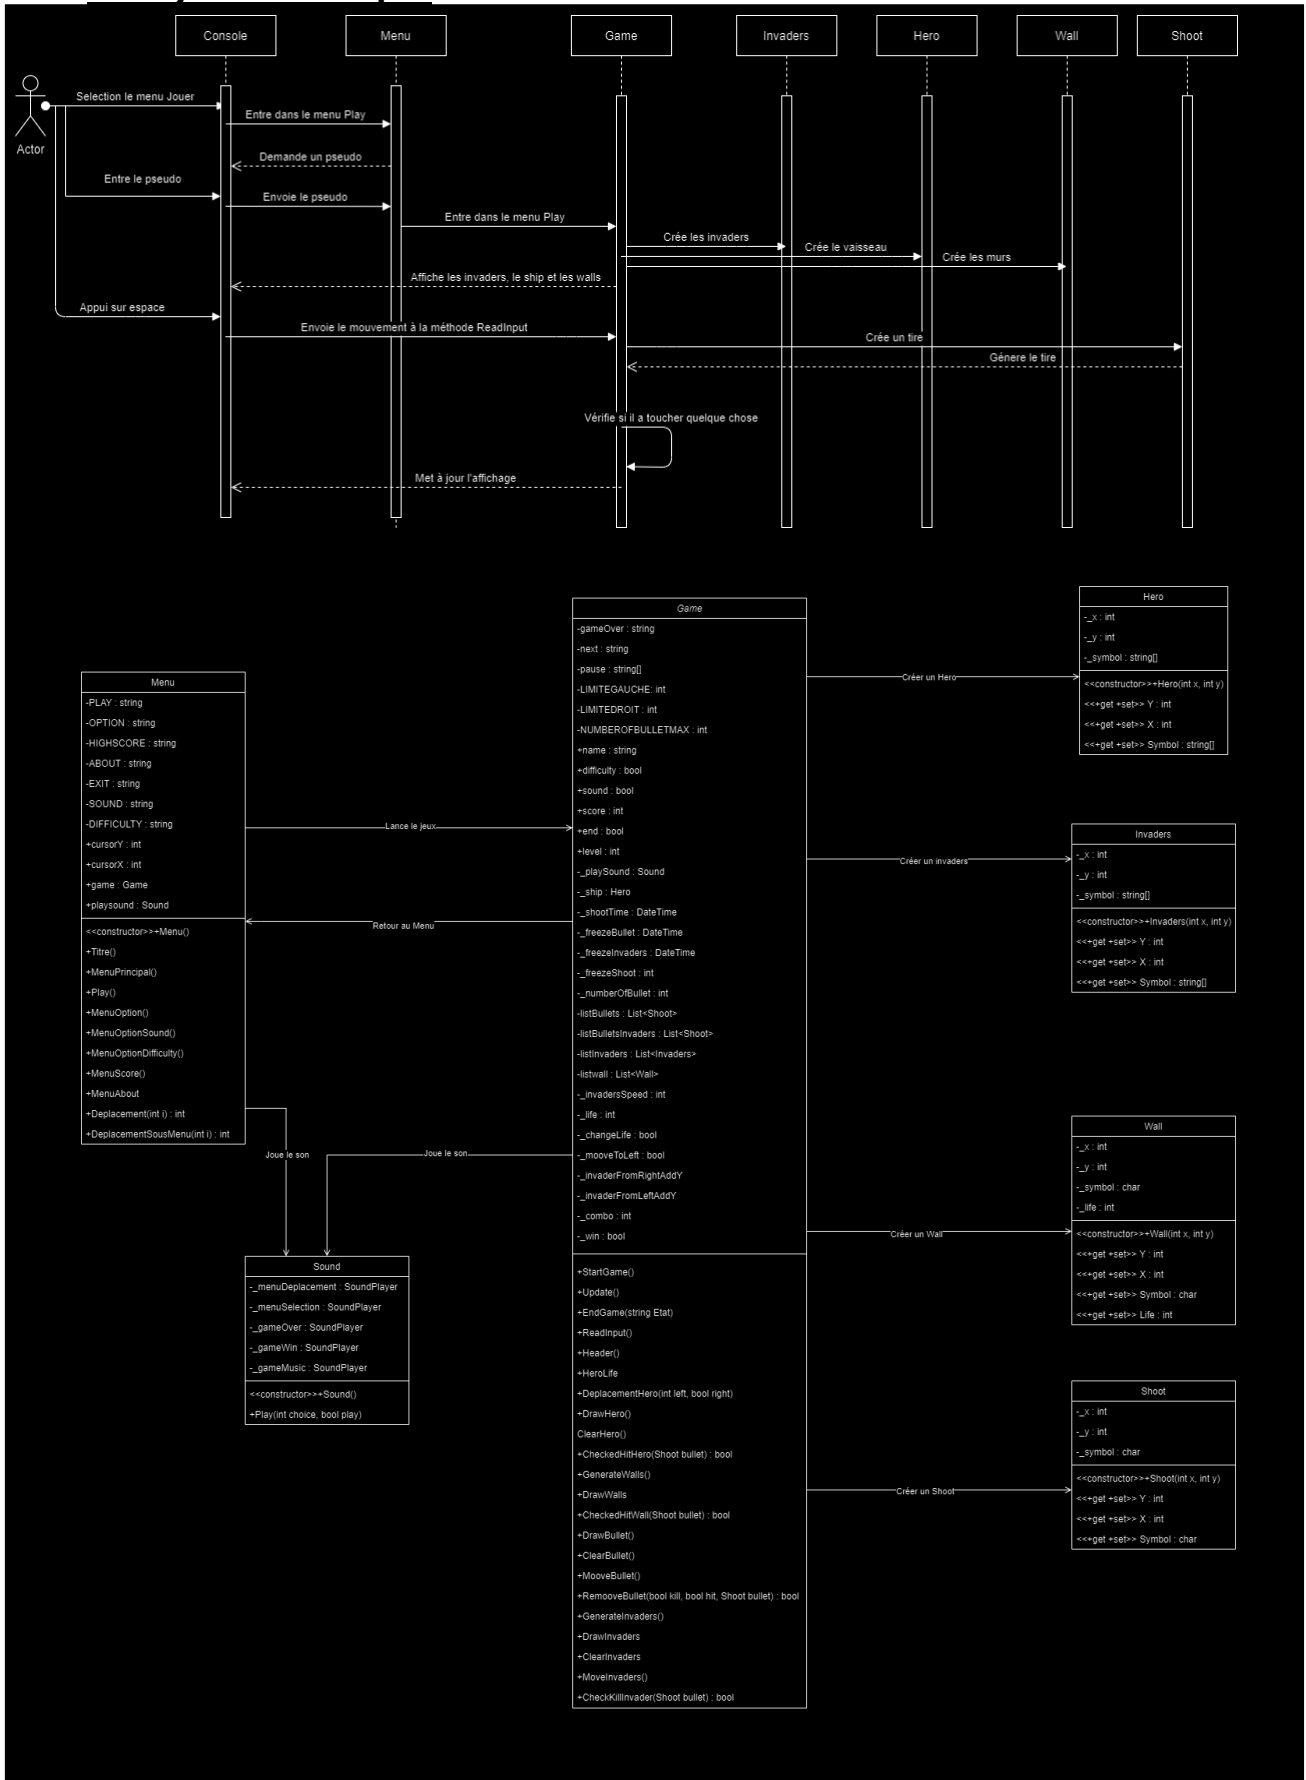 Console
Menu
Game
Invaders
Hero
Wall
Shoot
Actor
Selection le menu Jouer
Entre dans le menu Play
Demande un pseudo
Entre le pseudo
Envoie le pseudo
Entre dans le menu Play
Crée les invaders
Crée le vaisseau
Crée les murs
Affiche les invaders, le ship et les walls
Appui sur espace
Envoie le mouvement à la méthode ReadInput
Crée un tire
Génere le tire
Vérifie si il a toucher quelque chose
Met à jour l'affichage
Menu
-PLAY : string
-OPTION : string
-HIGHSCORE : string
-ABOUT : string
-EXIT : string
-SOUND : string
-DIFFICULTY : string
+cursorY : int
+cursorX : int
+game : Game
+playsound : Sound
<<constructor>>+Menu()
+Titre()
+MenuPrincipal()
+Play()
+MenuOption()
+MenuOptionSound()
+MenuOptionDifficulty()
+MenuScore()
+MenuAbout
+Deplacement(int i) : int
+DeplacementSousMenu(int i) : int
Lance le jeux
Retour au Menu
Joue le son
Joue le son
Sound
-_menuDeplacement : SoundPlayer
-_menuSelection : SoundPlayer
-_gameOver : SoundPlayer
-_gameWin : SoundPlayer
-_gameMusic : SoundPlayer
<<constructor>>+Sound()
+Play(int choice, bool play)
Game
-gameOver : string
-next : string
-pause : string[]
-LIMITEGAUCHE: int
-LIMITEDROIT : int
-NUMBEROFBULLETMAX : int
+name : string
+difficulty : bool
+sound : bool
+score : int
+end : bool
+level : int
-_playSound : Sound
-_ship : Hero
-_shootTime : DateTime
-_freezeBullet : DateTime
-_freezeInvaders : DateTime
-_freezeShoot : int
-_numberOfBullet : int
-listBullets : List<Shoot>
-listBulletsInvaders : List<Shoot>
-listInvaders : List<Invaders>
-listwall : List<Wall>
-_invadersSpeed : int
-_life : int
-_changeLife : bool
-_mooveToLeft : bool
-_invaderFromRightAddY
-_invaderFromLeftAddY
-_combo : int
-_win : bool
+StartGame()
+Update()
+EndGame(string Etat)
+ReadInput()
+Header()
+HeroLife
+DeplacementHero(int left, bool right)
+DrawHero()
ClearHero()
+CheckedHitHero(Shoot bullet) : bool
+GenerateWalls()
+DrawWalls
+CheckedHitWall(Shoot bullet) : bool
+DrawBullet()
+ClearBullet()
+MooveBullet()
+RemooveBullet(bool kill, bool hit, Shoot bullet) : bool
+GenerateInvaders()
+DrawInvaders
+ClearInvaders
+MoveInvaders()
+CheckKillInvader(Shoot bullet) : bool
Créer un Hero
Créer un invaders
Créer un Wall
Créer un Shoot
Hero
-_x : int
-_y : int
-_symbol : string[]
<<constructor>>+Hero(int x, int y)
<<+get +set>> Y : int
<<+get +set>> X : int
<<+get +set>> Symbol : string[]
Invaders
-_x : int
-_y : int
-_symbol : string[]
<<constructor>>+Invaders(int x, int y)
<<+get +set>> Y : int
<<+get +set>> X : int
<<+get +set>> Symbol : string[]
Wall
-_x : int
-_y : int
-_symbol : char
-_life : int
<<constructor>>+Wall(int x, int y)
<<+get +set>> Y : int
<<+get +set>> X : int
<<+get +set>> Symbol : char
<<+get +set>> Life : int
Shoot
-_x : int
-_y : int
-_symbol : char
<<constructor>>+Shoot(int x, int y)
<<+get +set>> Y : int
<<+get +set>> X : int
<<+get +set>> Symbol : char